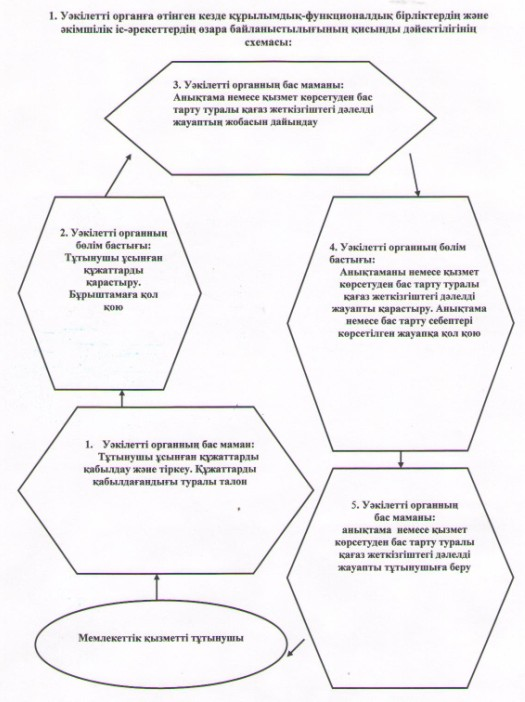 1. Уәкілетті органға өтінген кезде құрылымдық-функционалдық бірліктердің және
әкімшілік іс-әрекеттердің өзара байланыстылығының қисынды дәйектілігінің
схемасы:
3. Уәкілетті органның бас маманы:
Анықтама немесе қызмет көрсетуден бас
тарту туралы қағаз жеткізгіштегі дәлелді
жауаптың жобасын дайындау
2. Уәкілетті органның
бөлім бастығы:
Тұтынушы ұсынған
құжаттарды
қарастыру.
Бұрыштамаға қол
қою
4. Уәкілетті органның бөлім
бастығы:
Анықтаманы немесе қызмет
көрсетуден бас тарту туралы
қағаз жеткізгіштегі дәлелді
жауапты қарастыру. Анықтама
немесе бас тарту себептері
көрсетілген жауапқа қол қою
1. Уәкілетті органның бас маман:
Тұтынушы ұсынған құжаттарды
қабылдау және тіркеу. Құжаттарды
қабылдағандығы туралы талон
5. Уәкілетті органның
бас маманы:
анықтама немесе қызмет
көрсетуден бас тарту туралы
қағаз жеткізгіштегі дәлелді
жауапты тұтынушыға беру
Мемлекеттік қызметті тұтынушы